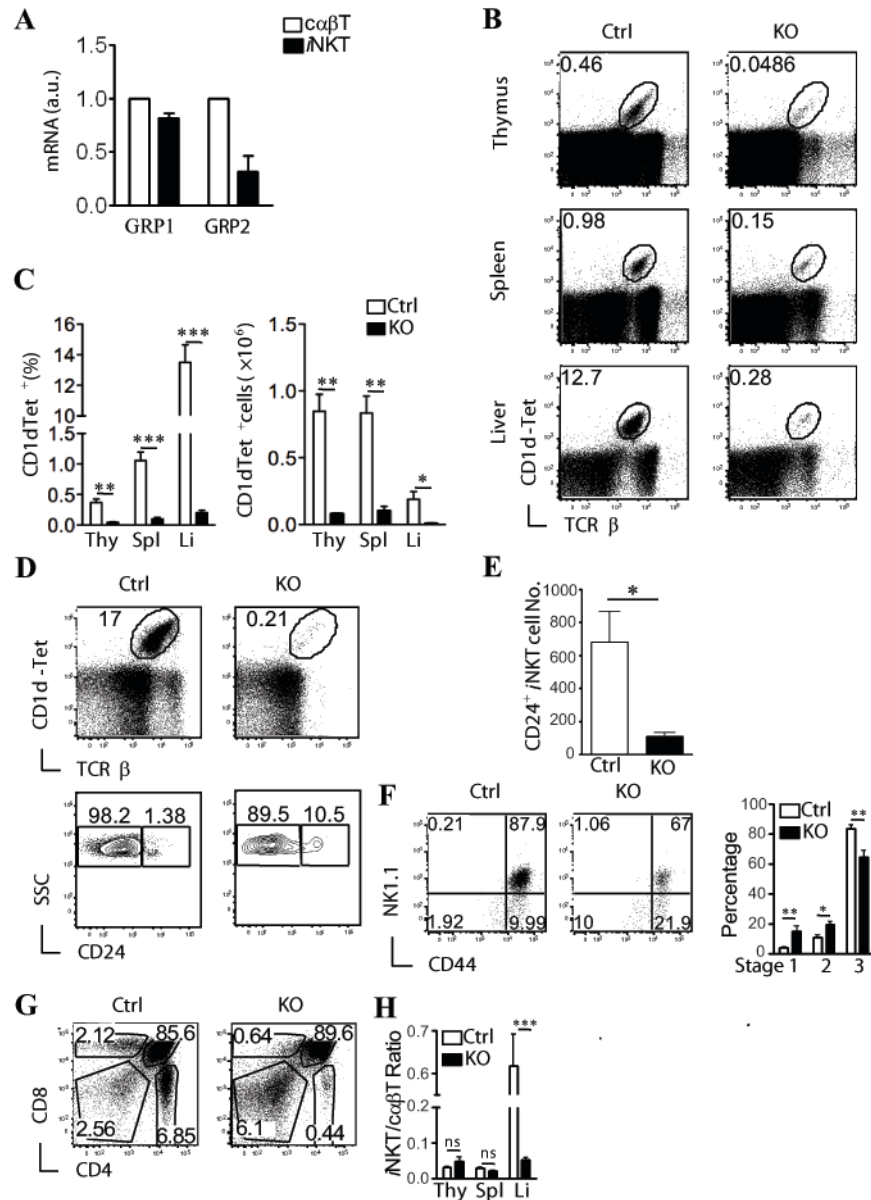 A
cαβT
iNKT
mRNA (a.u.)
1.5
1.0
0.5
0.0
GRP1 GRP2
B
Ctrl KO
Thymus
0.46 0.0486
Spleen
0.98 0.15
Liver
CD1d-Tet
12.7 0.28
TCR β
C
Ctrl
KO
CD1dTet +(%)
16
14
12
10
8
6
4
2
1.0
0.5
0.0
** *** ***
Thy Spl Li
CD1dTet +cells (×10⁶)
1.5
1.0
0.5
0.0
** ** *
Thy Spl Li
D
Ctrl KO
CD1d-Tet
17 0.21
TCR β
SSC
98.2 1.38 89.5 10.5
CD24
E
CD24⁺ iNKT cell No.
1000
800
600
400
200
0
*
Ctrl KO
F
Ctrl KO
NK1.1
0.21 87.9 1.06 67
1.92 9.99 10 21.9
CD44
Ctrl
KO
Percentage
100
80
60
40
20
0
** * **
Stage 1 2 3
G
Ctrl KO
CD8
2.12 85.6 0.64 89.6
2.56 6.85 6.1 0.44
CD4
H
Ctrl
KO
iNKT/cαβT Ratio
0.7
0.6
0.2
0.1
0.0
ns ns ***
Thy Spl Li